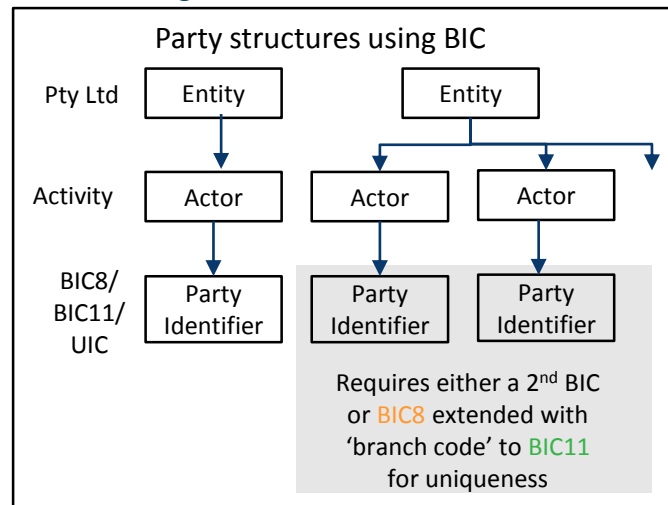 Party structures using BIC
Pty Ltd
Entity
Entity
Activity
Actor
Actor
Actor
BIC8/
BIC11/
UIC
Party
Identifier
Party
Identifier
Party
Identifier
Requires either a 2nd BIC
or BIC8 extended with
‘branch code’ to BIC11
for uniqueness